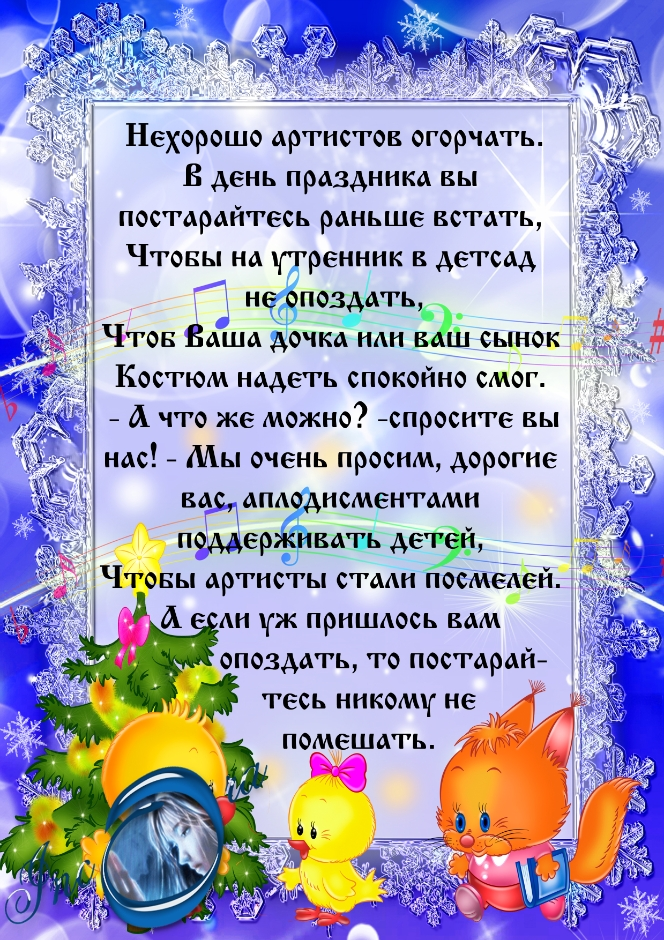 Нехорошо артистов огорчать.
В день праздника вы
постарайтесь раньше встать,
Чтобы на утренник в детсад
не опоздать,
Чтоб Ваша дочка или ваш сынок
Костюм надеть спокойно смог.
- А что же можно? -спросите вы
нас! - Мы очень просим, дорогие
вас, аплодисментами
поддерживать детей,
Чтобы артисты стали посмелей.
А если уж пришлось вам
опоздать, то постарай-
тесь никому не
помешать.